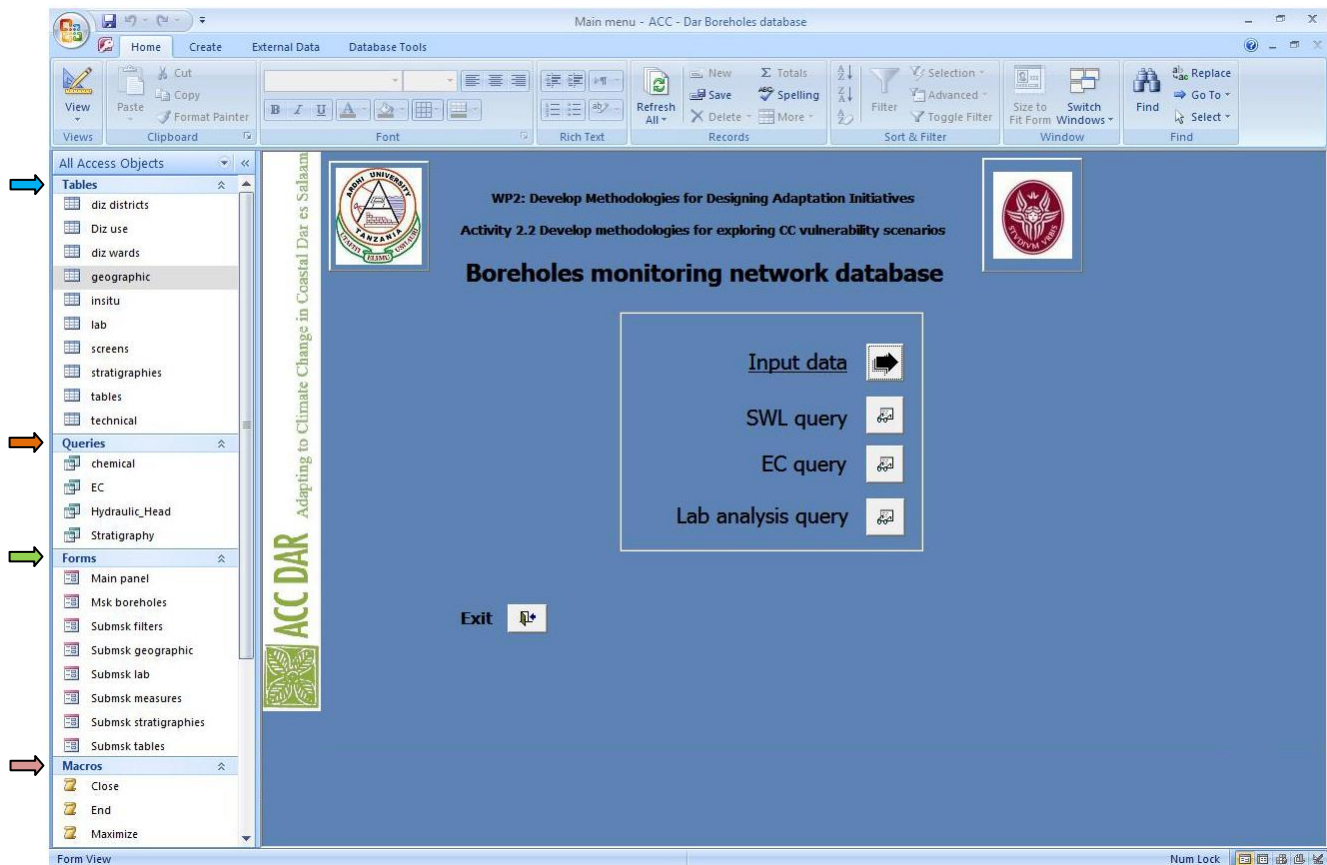 Main menu - ACC - Dar Boreholes database
Home Create External Data Database Tools
View
Views
Paste
Cut
Copy
Format Painter
Clipboard
B I U A
Font
ab
Rich Text
Refresh All
New
Save
Delete
Σ Totals
ABC Spelling
More
Records
A Z
Z A
Filter
Selection
Advanced
Toggle Filter
Sort & Filter
Size to Fit Form
Switch Windows
Window
Find
Replace
Go To
Select
Find
All Access Objects
Tables
diz districts
Diz use
diz wards
geographic
insitu
lab
screens
stratigraphies
tables
technical
Queries
chemical
EC
Hydraulic_Head
Stratigraphy
Forms
Main panel
Msk boreholes
Submsk filters
Submsk geographic
Submsk lab
Submsk measures
Submsk stratigraphies
Submsk tables
Macros
Close
End
Maximize
ACC DAR Adapting to Climate Change in Coastal Dar es Salaam
ARDHI UNIVERSITY
TANZANIA
ELIMU
STVDIVM VRBIS
WP2: Develop Methodologies for Designing Adaptation Initiatives
Activity 2.2 Develop methodologies for exploring CC vulnerability scenarios
Boreholes monitoring network database
Input data
SWL query
EC query
Lab analysis query
Exit
Form View
Num Lock